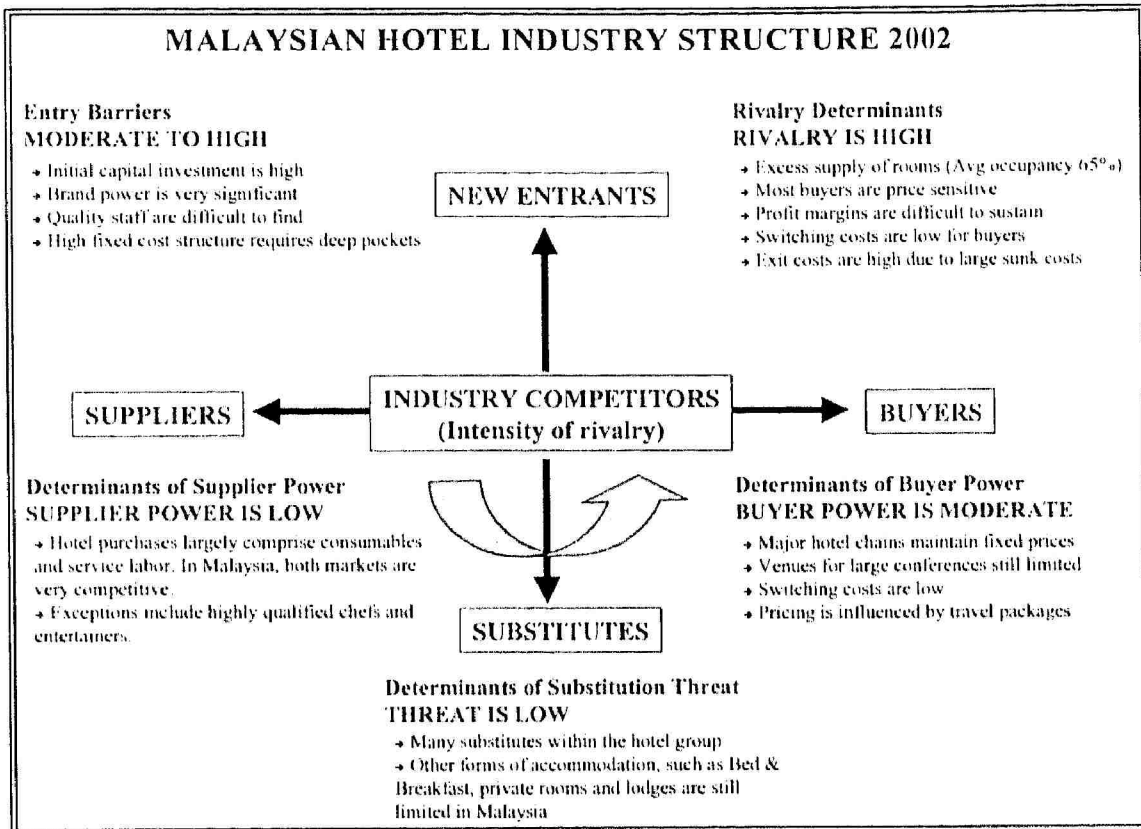 MALAYSIAN HOTEL INDUSTRY STRUCTURE 2002
Entry Barriers
MODERATE TO HIGH
→ Initial capital investment is high
→ Brand power is very significant
→ Quality staff are difficult to find
→ High fixed cost structure requires deep pockets
NEW ENTRANTS
Rivalry Determinants
RIVALRY IS HIGH
→ Excess supply of rooms (Avg occupancy 65%)
→ Most buyers are price sensitive
→ Profit margins are difficult to sustain
→ Switching costs are low for buyers
→ Exit costs are high due to large sunk costs
SUPPLIERS
INDUSTRY COMPETITORS
(Intensity of rivalry)
BUYERS
Determinants of Supplier Power
SUPPLIER POWER IS LOW
→ Hotel purchases largely comprise consumables
and service labor. In Malaysia, both markets are
very competitive.
→ Exceptions include highly qualified chefs and
entertainers.
Determinants of Buyer Power
BUYER POWER IS MODERATE
→ Major hotel chains maintain fixed prices
→ Venues for large conferences still limited
→ Switching costs are low
→ Pricing is influenced by travel packages
SUBSTITUTES
Determinants of Substitution Threat
THREAT IS LOW
→ Many substitutes within the hotel group
→ Other forms of accommodation, such as Bed &
Breakfast, private rooms and lodges are still
limited in Malaysia